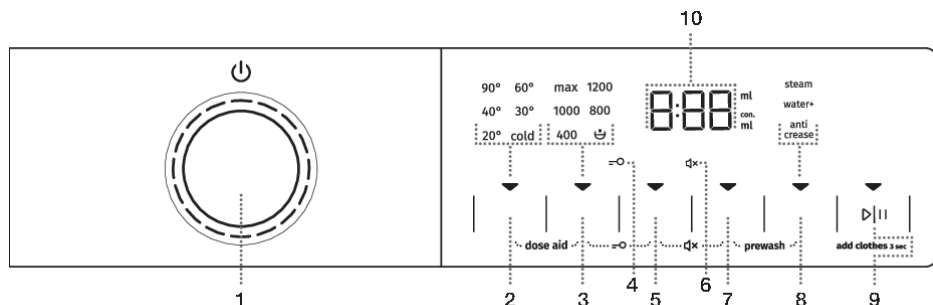 10
90° 60° max 1200 8:88 ml steam
40° 30° 1000 800 con. ml water+
20° cold 400 anti crease
dose aid prewash add clothes 3 sec
1 2 3 4 5 6 7 8 9